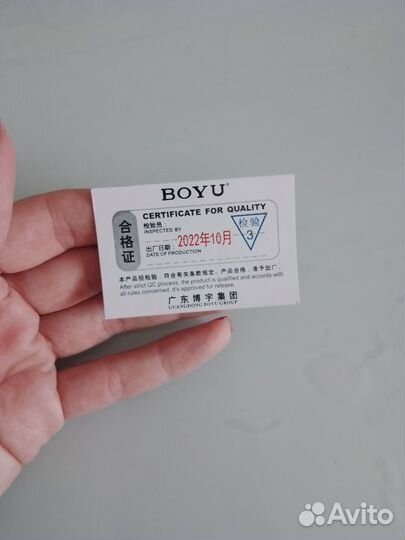 BOYU®
合格证
CERTIFICATE FOR QUALITY
检验员：
INSPECTED BY
检验
3
出厂日期：
2022年10月
DATE OF PRODUCTION
本产品经检验，符合有关条款规定，产品合格，准予出厂。
After strict QC process, the product is qualified and accords with
all rules concerned. It's approved for release.
广东博宇集团
GUANGDONG BOYU GROUP
Avito